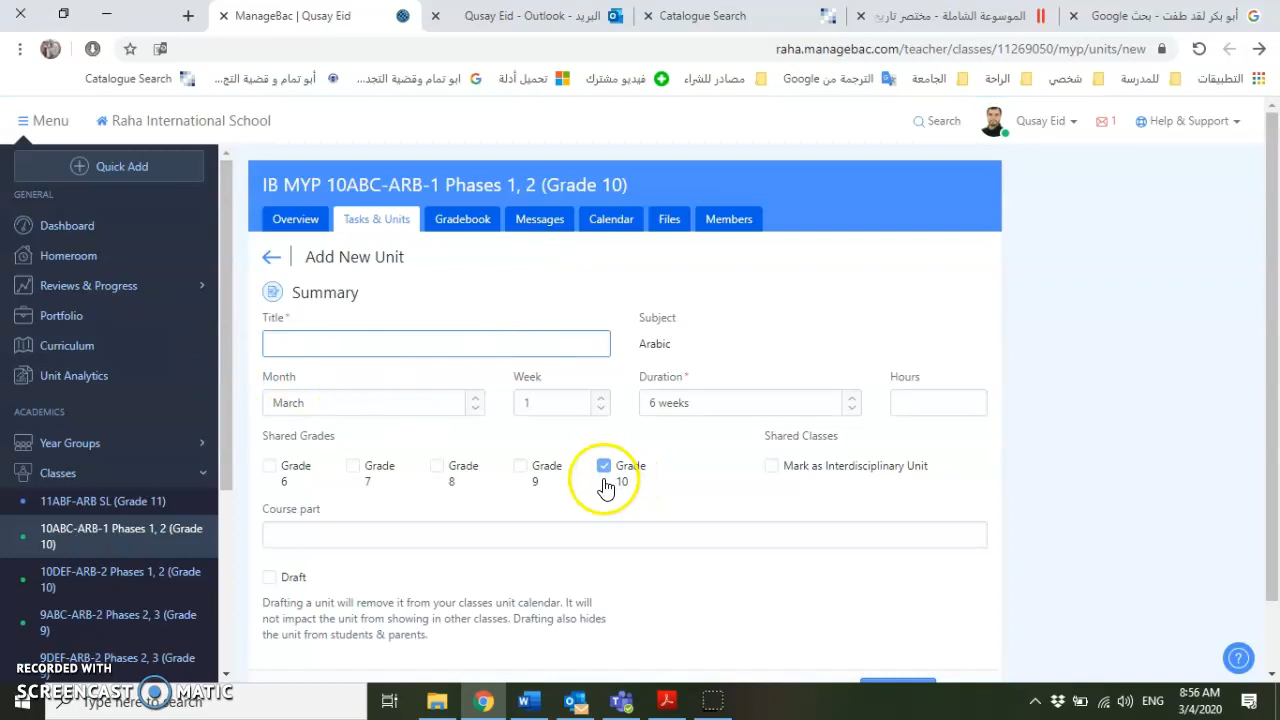 ManageBac | Qusay Eid
البريد - Qusay Eid - Outlook
Catalogue Search
الموسوعة الشاملة - مختصر تاريخ
أبو بكر لقد طفت - بحث Google
raha.managebac.com/teacher/classes/11269050/myp/units/new
Catalogue Search
أبو تمام و قضية التج...
ابو تمام وقضية التجد...
تحميل أدلة
فيديو مشترك
مصادر للشراء
الترجمة من Google
الجامعة
الراحة
شخصي
للمدرسة
التطبيقات
Menu
Raha International School
Search
Qusay Eid
1
Help & Support
Quick Add
GENERAL
Dashboard
Homeroom
Reviews & Progress
Portfolio
Curriculum
Unit Analytics
ACADEMICS
Year Groups
Classes
11ABF-ARB SL (Grade 11)
10ABC-ARB-1 Phases 1, 2 (Grade
10)
10DEF-ARB-2 Phases 1, 2 (Grade
10)
9ABC-ARB-2 Phases 2, 3 (Grade
9)
9DEF-ARB-2 Phases 2, 3 (Grade
IB MYP 10ABC-ARB-1 Phases 1, 2 (Grade 10)
Overview
Tasks & Units
Gradebook
Messages
Calendar
Files
Members
Add New Unit
Summary
Title*
Subject
Arabic
Month
Week
Duration*
Hours
March
1
6 weeks
Shared Grades
Shared Classes
Grade
6
Grade
7
Grade
8
Grade
9
Grade
10
Mark as Interdisciplinary Unit
Course part
Draft
Drafting a unit will remove it from your classes unit calendar. It will
not impact the unit from showing in other classes. Drafting also hides
the unit from students & parents.
RECORDED WITH
SCREENCAST MATIC
Type here to search
ENG
8:56 AM
3/4/2020